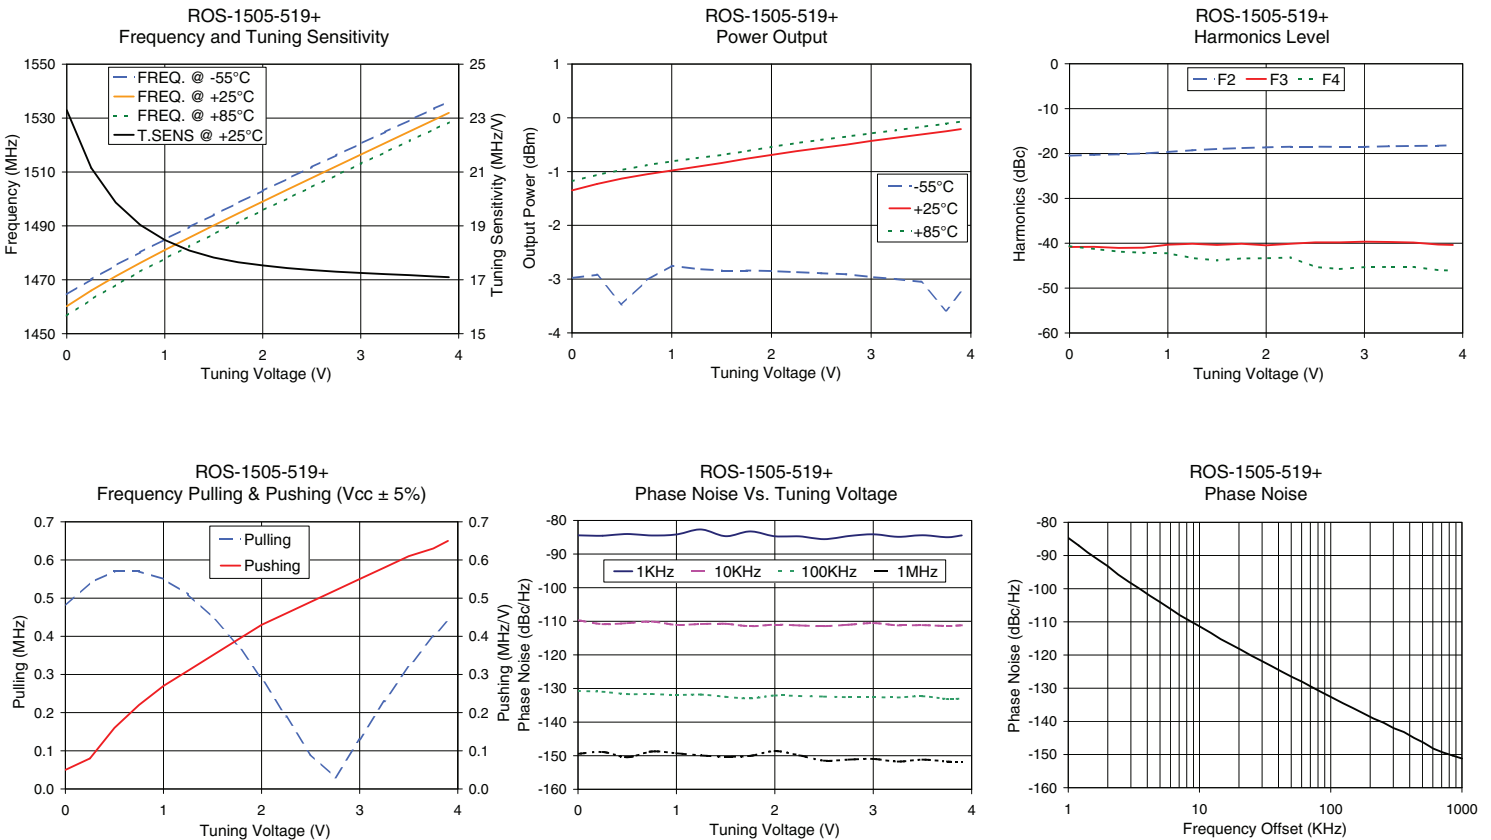 ROS-1505-519+
Frequency and Tuning Sensitivity
1550
1530
1510
1490
1470
1450
25
23
21
19
17
15
0 1 2 3 4
Frequency (MHz)
Tuning Sensitivity (MHz/V)
Tuning Voltage (V)
FREQ. @ -55°C
FREQ. @ +25°C
FREQ. @ +85°C
T.SENS @ +25°C
ROS-1505-519+
Power Output
1
0
-1
-2
-3
-4
0 1 2 3 4
Output Power (dBm)
Tuning Voltage (V)
-55°C
+25°C
+85°C
ROS-1505-519+
Harmonics Level
0
-10
-20
-30
-40
-50
-60
0 1 2 3 4
Harmonics (dBc)
Tuning Voltage (V)
F2 F3 F4
ROS-1505-519+
Frequency Pulling & Pushing (Vcc ± 5%)
0.7
0.6
0.5
0.4
0.3
0.2
0.1
0.0
0.7
0.6
0.5
0.4
0.3
0.2
0.1
0.0
0 1 2 3 4
Pulling (MHz)
Pushing (MHz/V)
Tuning Voltage (V)
Pulling
Pushing
ROS-1505-519+
Phase Noise Vs. Tuning Voltage
-80
-90
-100
-110
-120
-130
-140
-150
-160
0 1 2 3 4
Phase Noise (dBc/Hz)
Tuning Voltage (V)
1KHz 10KHz 100KHz 1MHz
ROS-1505-519+
Phase Noise
-80
-90
-100
-110
-120
-130
-140
-150
-160
1 10 100 1000
Phase Noise (dBc/Hz)
Frequency Offset (KHz)